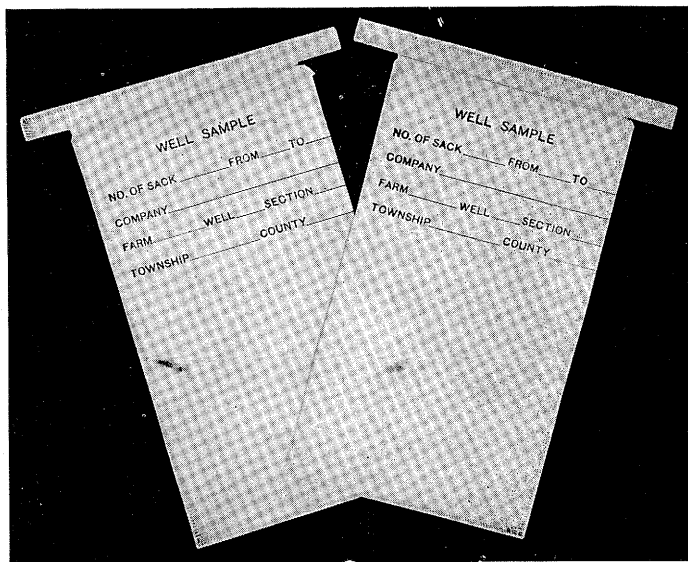 WELL SAMPLE
NO. OF SACK FROM TO
COMPANY
FARM WELL SECTION
TOWNSHIP COUNTY
WELL SAMPLE
NO. OF SACK FROM TO
COMPANY
FARM WELL SECTION
TOWNSHIP COUNTY